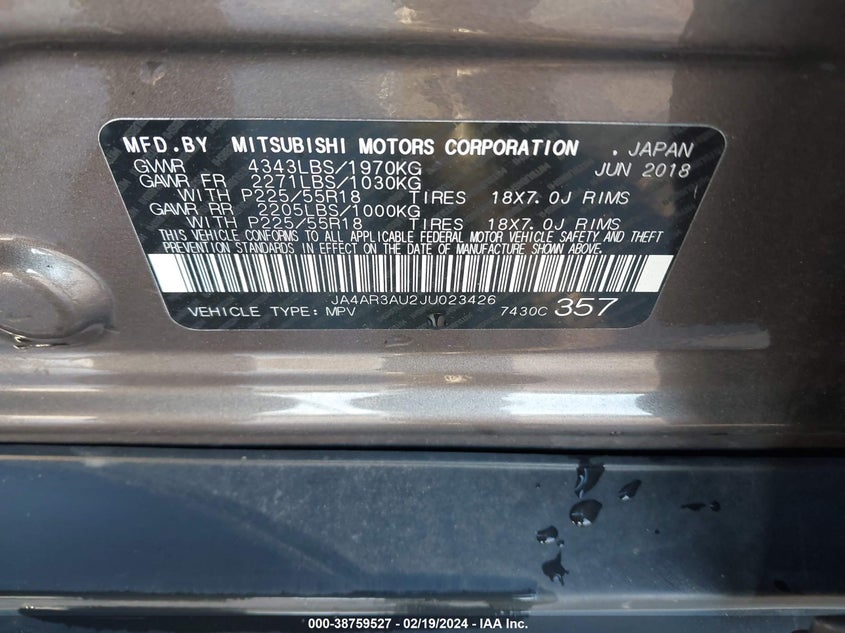 MFD.BY MITSUBISHI MOTORS CORPORATION . JAPAN
GVWR 4343LBS/1970KG JUN 2018
GAWR FR 2271LBS/1030KG
WITH P225/55R18 TIRES 18X7.0J RIMS
GAWR RR 2205LBS/1000KG
WITH P225/55R18 TIRES 18X7.0J RIMS
THIS VEHICLE CONFORMS TO ALL APPLICABLE FEDERAL MOTOR VEHICLE SAFETY AND THEFT
PREVENTION STANDARDS IN EFFECT ON THE DATE OF MANUFACTURE SHOWN ABOVE.
JA4AR3AU2JU023426
VEHICLE TYPE: MPV 7430C 357
000-38759527 - 02/19/2024 - IAA Inc.